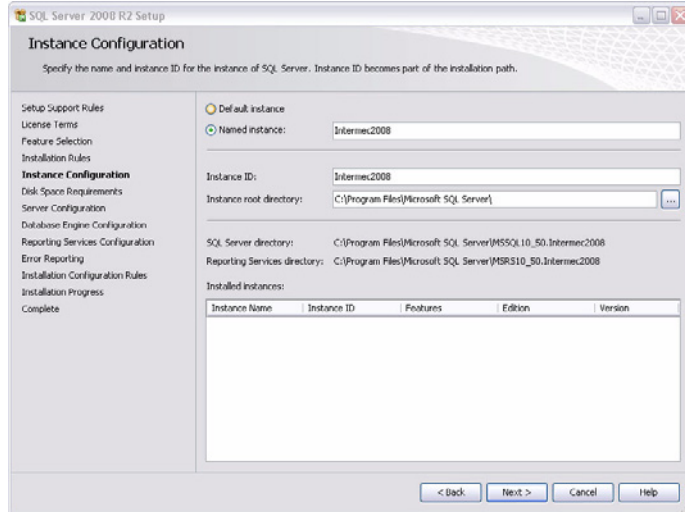 SQL Server 2008 R2 Setup
Instance Configuration
Specify the name and instance ID for the instance of SQL Server. Instance ID becomes part of the installation path.
Setup Support Rules
License Terms
Feature Selection
Installation Rules
Instance Configuration
Disk Space Requirements
Server Configuration
Database Engine Configuration
Reporting Services Configuration
Error Reporting
Installation Configuration Rules
Installation Progress
Complete
Default instance
Named instance: Intermec2008
Instance ID: Intermec2008
Instance root directory: C:\Program Files\Microsoft SQL Server\ ...
SQL Server directory: C:\Program Files\Microsoft SQL Server\MSSQL10_50.Intermec2008
Reporting Services directory: C:\Program Files\Microsoft SQL Server\MSRS10_50.Intermec2008
Installed instances:
Instance Name Instance ID Features Edition Version
< Back Next > Cancel Help